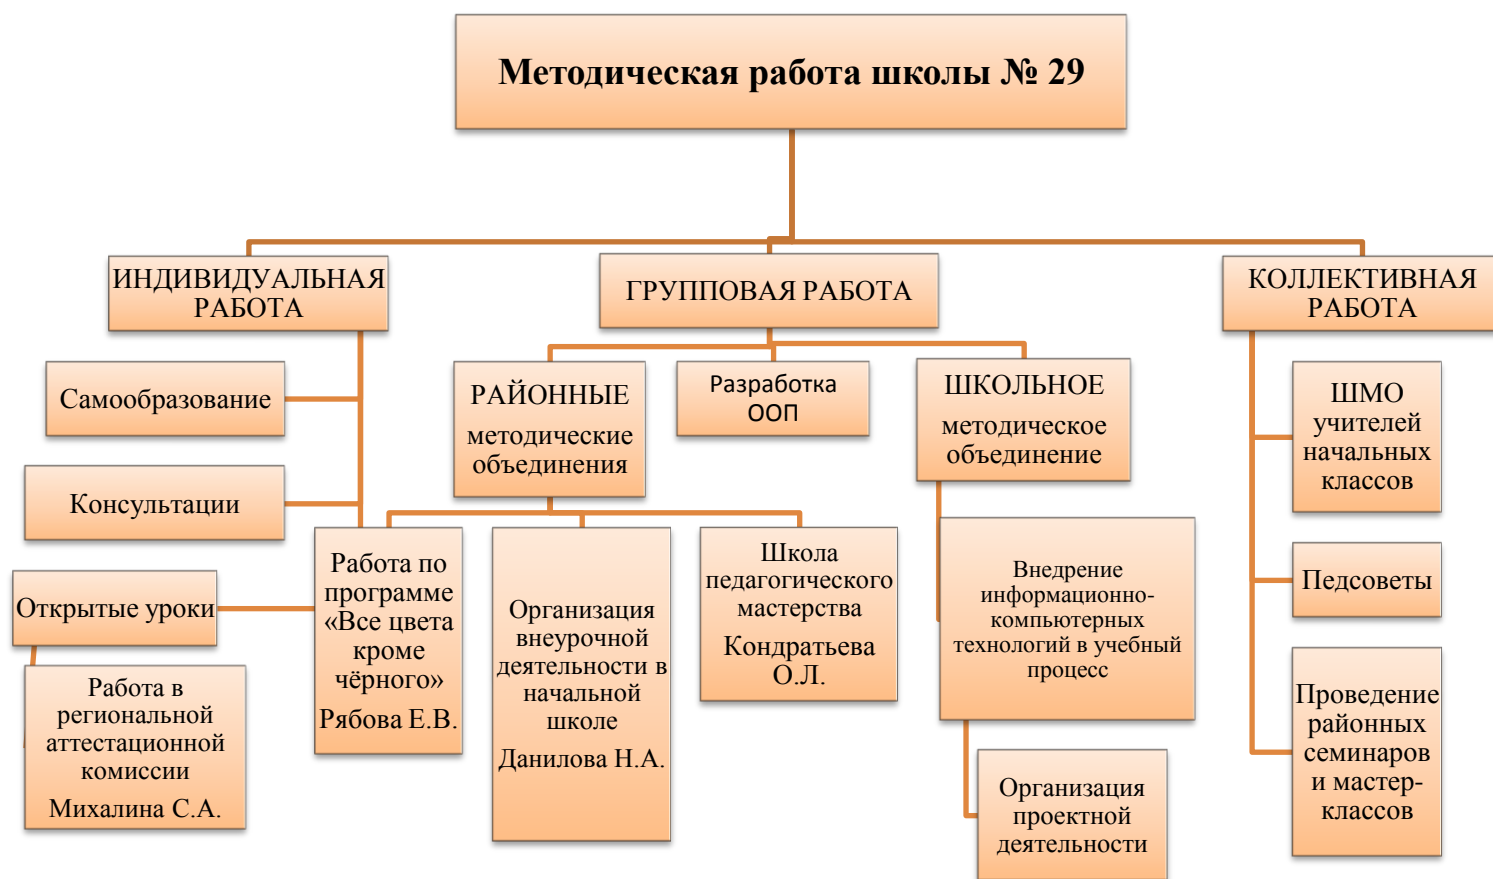 Методическая работа школы № 29
ИНДИВИДУАЛЬНАЯ
РАБОТА
ГРУППОВАЯ РАБОТА
КОЛЛЕКТИВНАЯ
РАБОТА
Самообразование
Консультации
Открытые уроки
Работа в
региональной
аттестационной
комиссии
Михалина С.А.
РАЙОННЫЕ
методические
объединения
Работа по
программе
«Все цвета
кроме
чёрного»
Рябова Е.В.
Организация
внеурочной
деятельности в
начальной
школе
Данилова Н.А.
Школа
педагогического
мастерства
Кондратьева
О.Л.
Разработка
ООП
ШКОЛЬНОЕ
методическое
объединение
Внедрение
информационно-
компьютерных
технологий в учебный
процесс
Организация
проектной
деятельности
ШМО
учителей
начальных
классов
Педсоветы
Проведение
районных
семинаров
и мастер-
классов